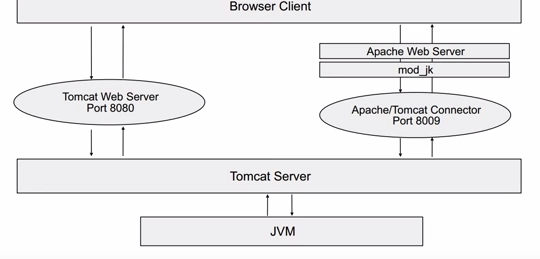 Browser Client
Apache Web Server
mod_jk
Tomcat Web Server
Port 8080
Apache/Tomcat Connector
Port 8009
Tomcat Server
JVM